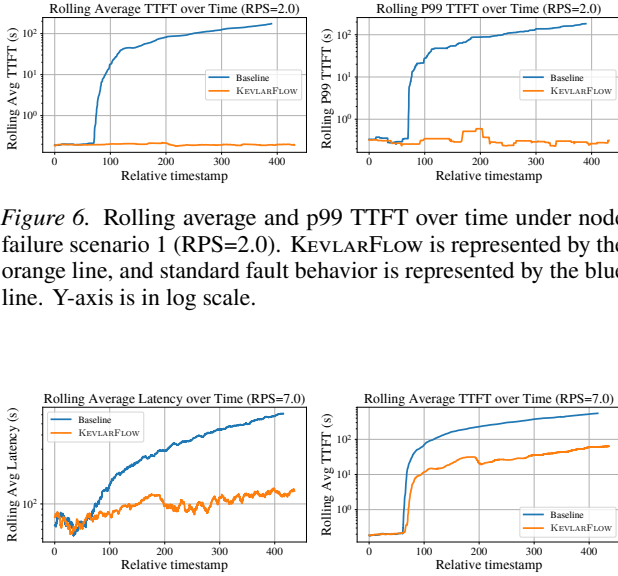 Rolling Average TTFT over Time (RPS=2.0)
Rolling Avg TTFT (s)
10²
10¹
10⁰
Baseline
KEVLARFLOW
0 100 200 300 400
Relative timestamp
Rolling P99 TTFT over Time (RPS=2.0)
Rolling P99 TTFT (s)
10²
10¹
10⁰
Baseline
KEVLARFLOW
0 100 200 300 400
Relative timestamp
Figure 6. Rolling average and p99 TTFT over time under node
failure scenario 1 (RPS=2.0). KEVLARFLOW is represented by the
orange line, and standard fault behavior is represented by the blue
line. Y-axis is in log scale.
Rolling Average Latency over Time (RPS=7.0)
Rolling Avg Latency (s)
10²
Baseline
KEVLARFLOW
0 100 200 300 400
Relative timestamp
Rolling Average TTFT over Time (RPS=7.0)
Rolling Avg TTFT (s)
10²
10¹
10⁰
Baseline
KEVLARFLOW
0 100 200 300 400
Relative timestamp